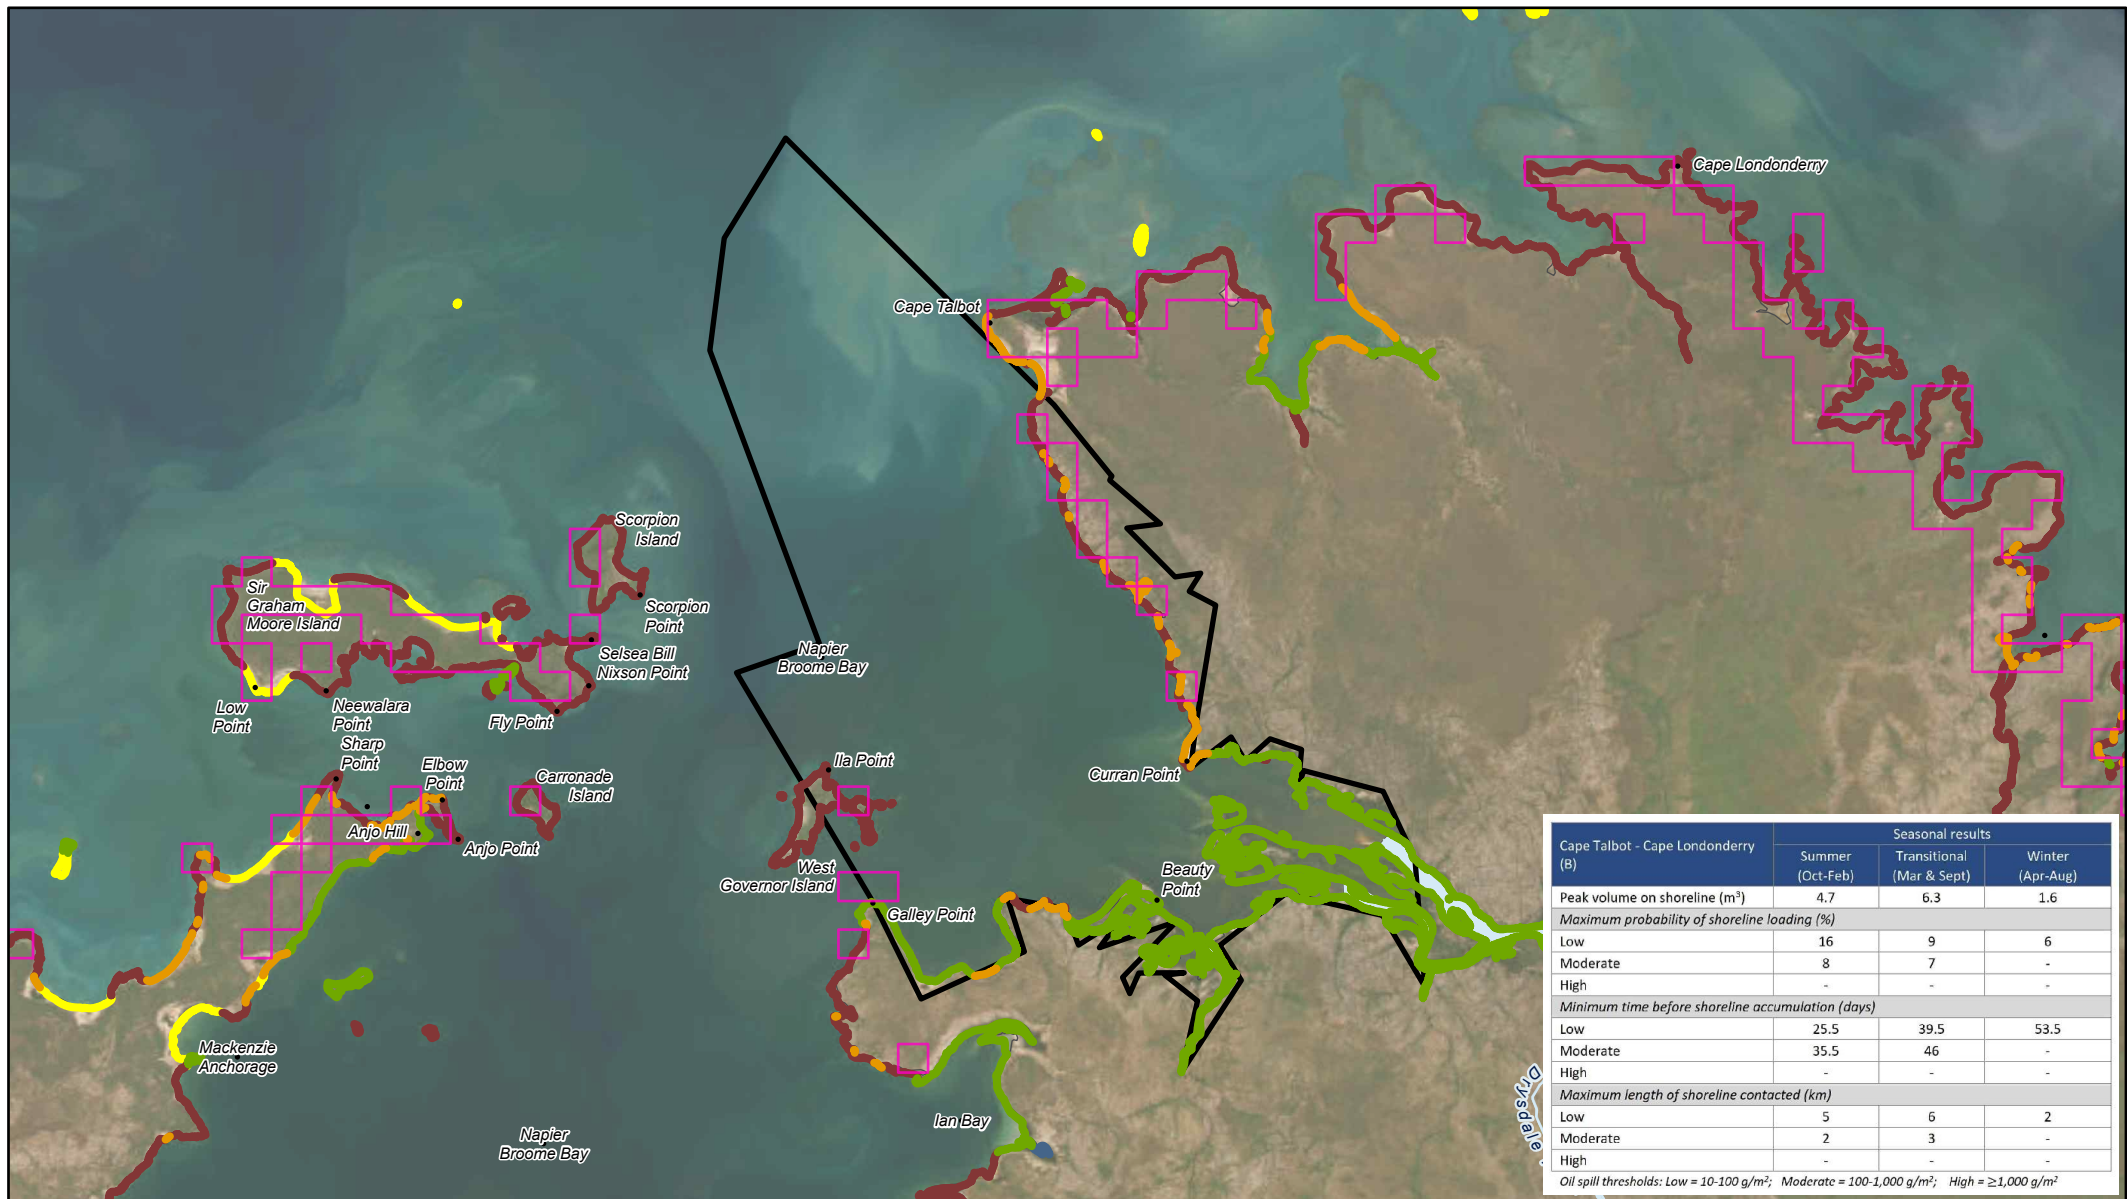 Cape Londonderry
Cape Talbot
Scorpion
Island
Sir
Graham
Moore Island
Scorpion
Point
Napier
Broome Bay
Selsea Bill
Nixson Point
Low
Point
Neewalara
Point
Fly Point
Sharp
Point
Elbow
Point
Ila Point
Carronade
Island
Curran Point
Anjo Hill
Anjo Point
West
Governor Island
Beauty
Point
Galley Point
Mackenzie
Anchorage
Ian Bay
Napier
Broome Bay
Drysdale
Cape Talbot - Cape Londonderry
(B)
Seasonal results
Summer
(Oct-Feb)
Transitional
(Mar & Sept)
Winter
(Apr-Aug)
Peak volume on shoreline (m³) 4.7 6.3 1.6
Maximum probability of shoreline loading (%)
Low 16 9 6
Moderate 8 7 -
High - - -
Minimum time before shoreline accumulation (days)
Low 25.5 39.5 53.5
Moderate 35.5 46 -
High - - -
Maximum length of shoreline contacted (km)
Low 5 6 2
Moderate 2 3 -
High - - -
Oil spill thresholds: Low = 10-100 g/m²; Moderate = 100-1,000 g/m²; High = ≥1,000 g/m²